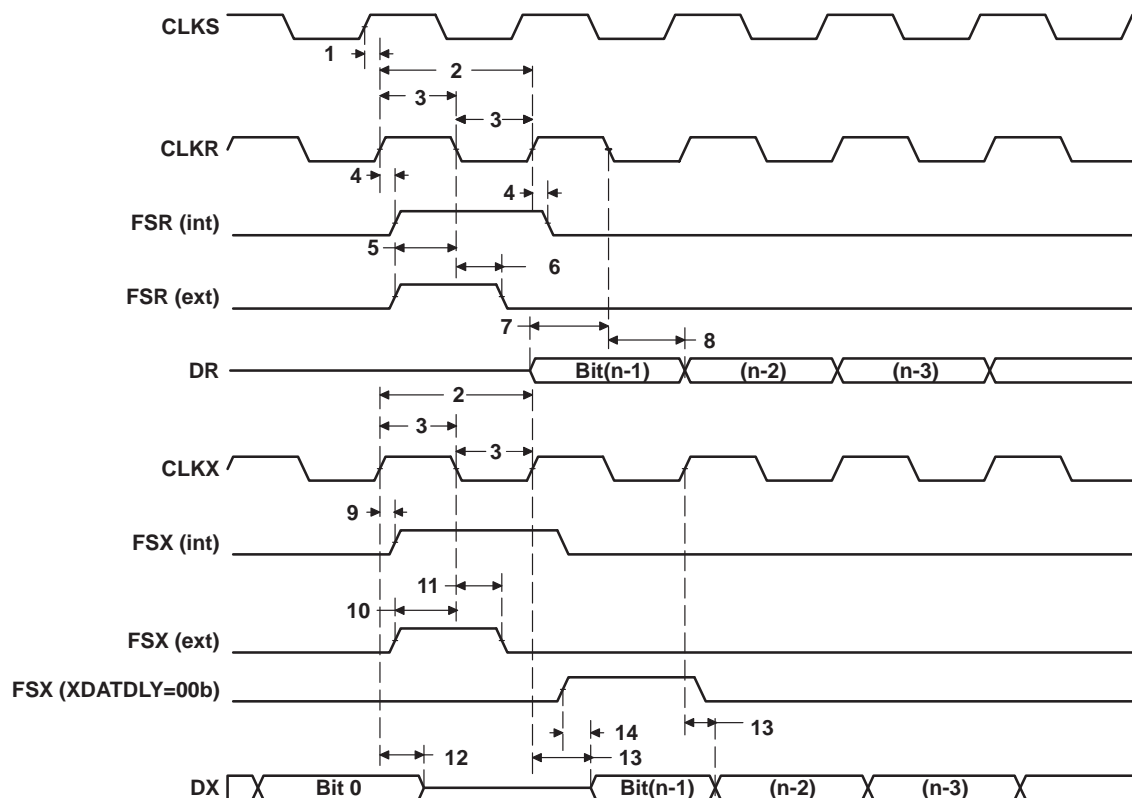 CLKS
1
2
3
3
CLKR
4
4
FSR (int)
5
6
FSR (ext)
7
8
DR
Bit(n-1) (n-2) (n-3)
2
3
3
CLKX
9
FSX (int)
11
10
FSX (ext)
FSX (XDATDLY=00b)
14
13
12
13
DX
Bit 0 Bit(n-1) (n-2) (n-3)